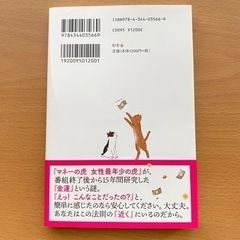 ISBN978-4-344-03566-9
C0095 ¥1200E
9784344035669
幻冬舎
定価(本体1200円+税)
1920095012001
『マネーの虎 女性最年少の虎』が、
番組終了後から15年間研究した
『金運』という謎。
『えっ! こんなことだったの?』と、
簡単に感じたのなら安心してください。大丈夫。
あなたはこの法則の『近く』にいるのだから。